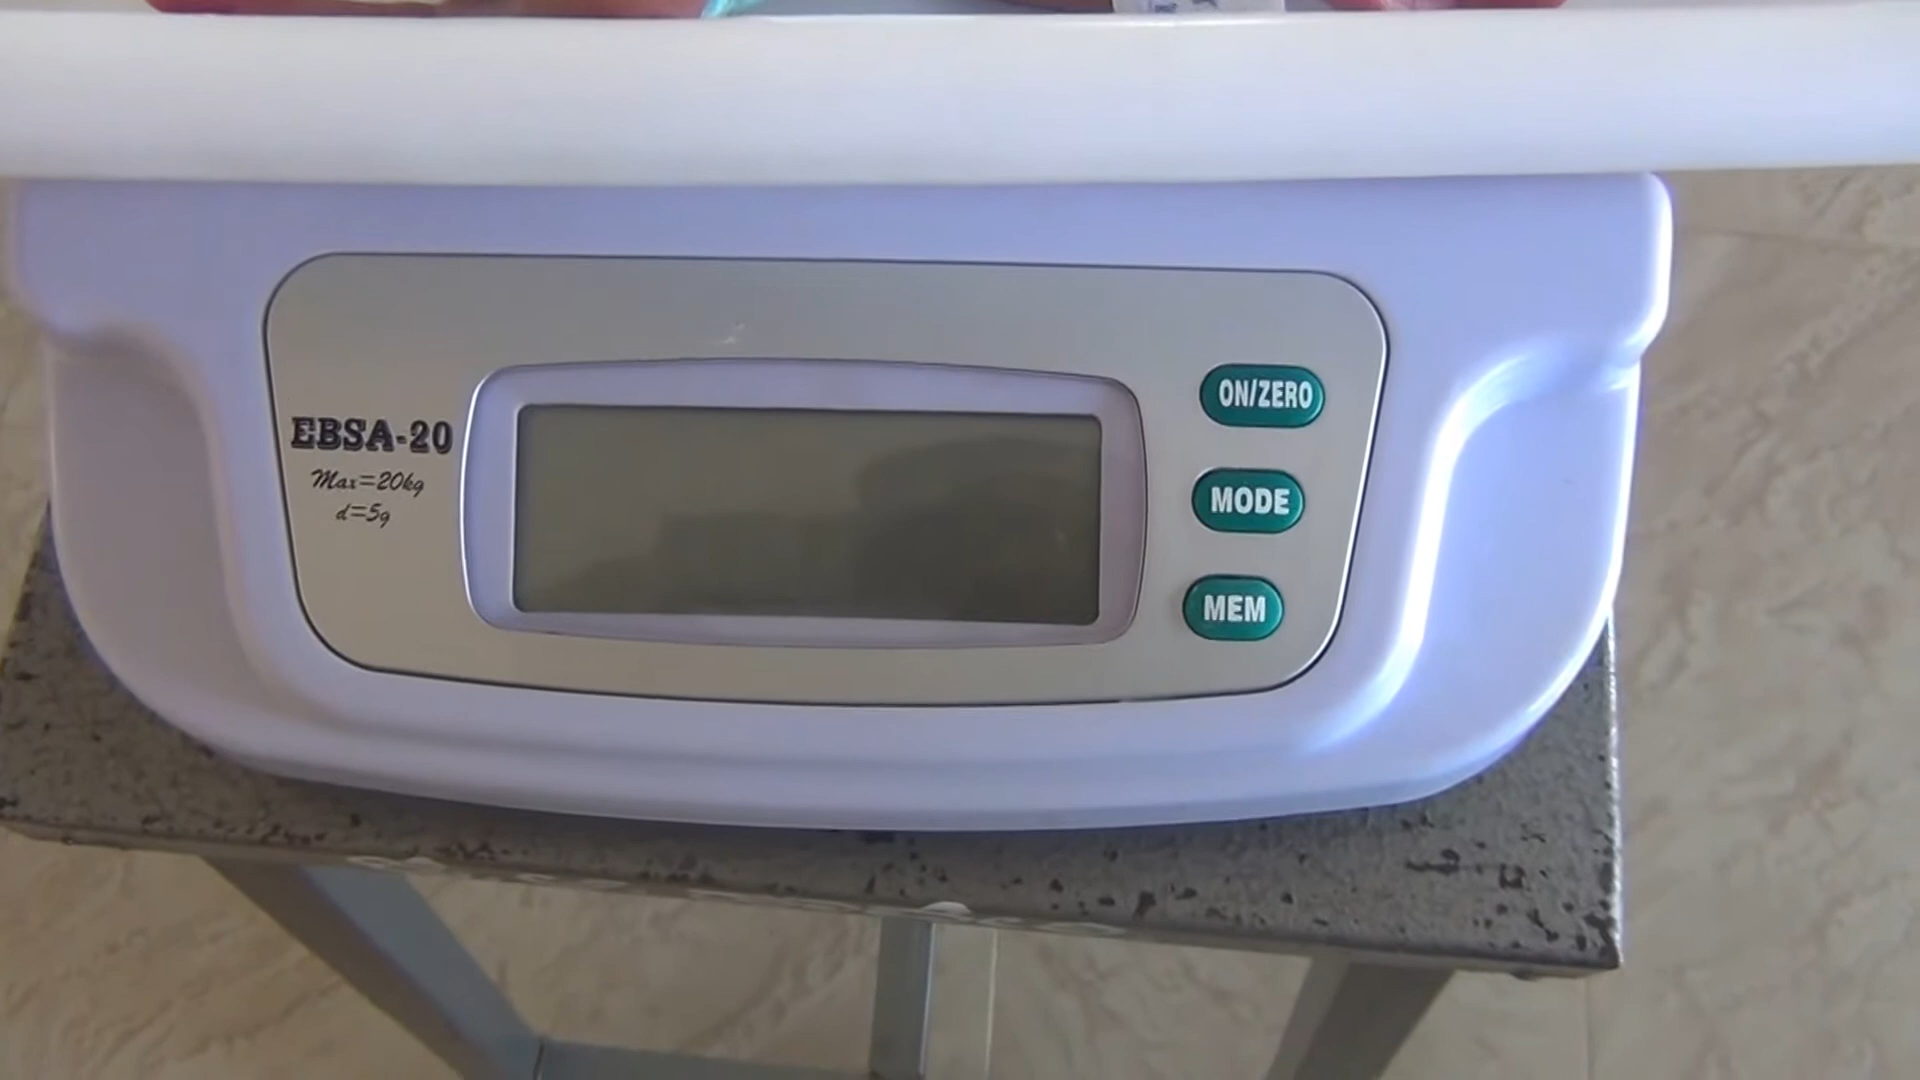 EBSA-20
Max=20kg
d=5g
ON/ZERO
MODE
MEM